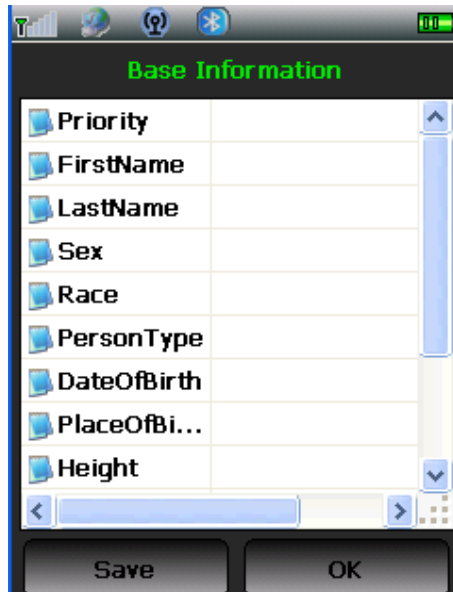 Base Information
Priority
FirstName
LastName
Sex
Race
PersonType
DateOfBirth
PlaceOfBi...
Height
Save OK